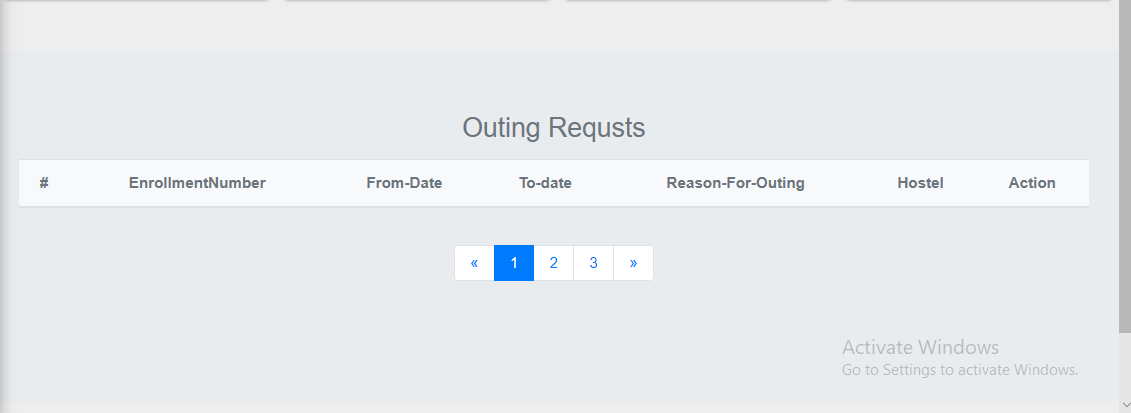 Outing Requsts
# EnrollmentNumber From-Date To-date Reason-For-Outing Hostel Action
« 1 2 3 »
Activate Windows
Go to Settings to activate Windows.